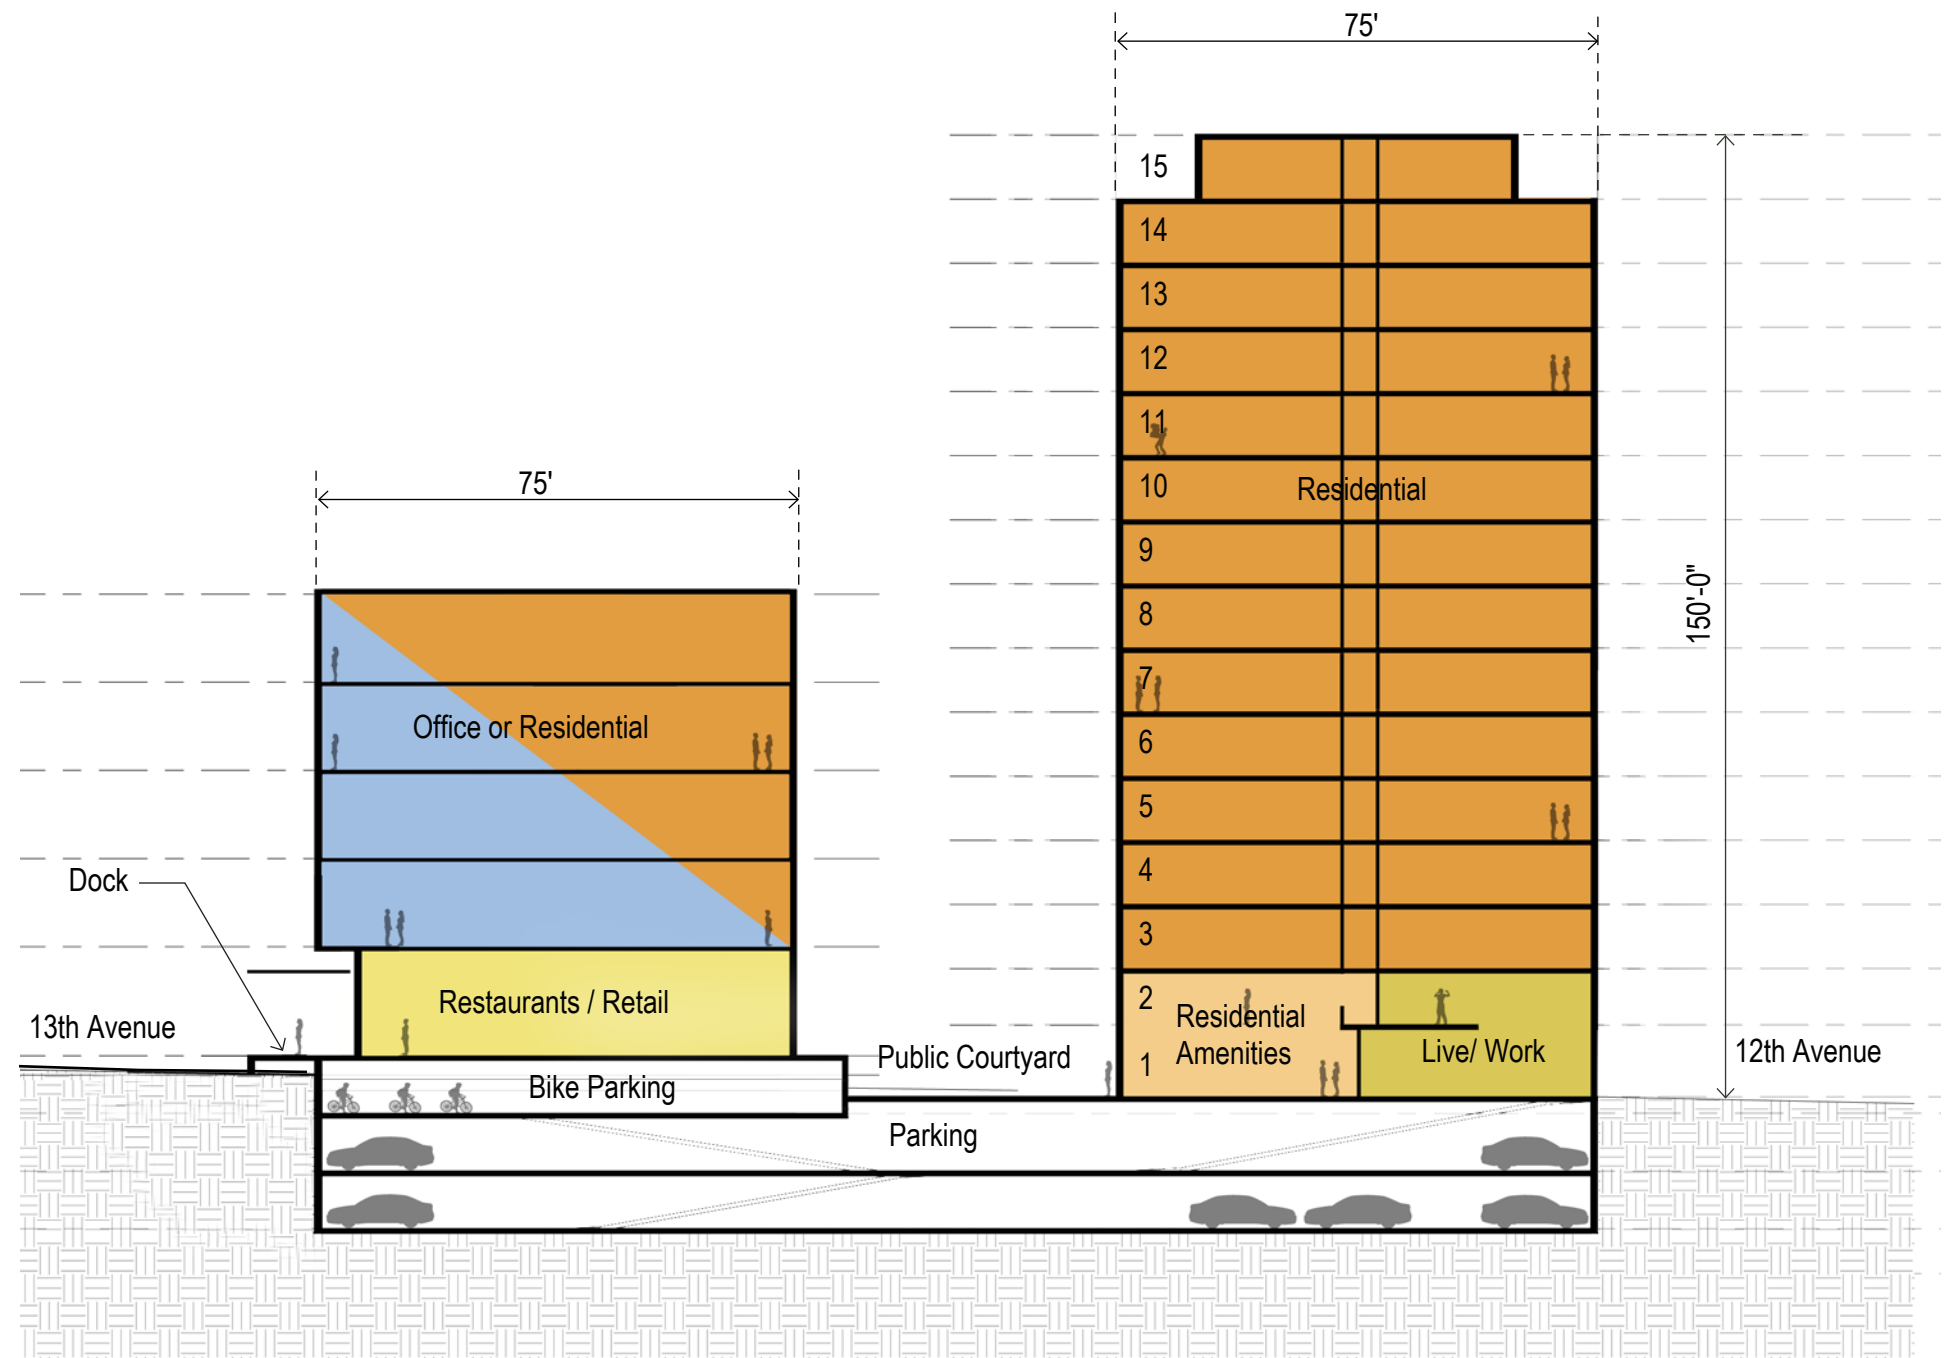 75'
15
14
13
12
11
10
Residential
75'
9
8
150'-0"
7
Office or Residential
6
5
Dock
4
3
2
Restaurants / Retail
Residential
Amenities
13th Avenue
Public Courtyard
1
Live/ Work
12th Avenue
Bike Parking
Parking